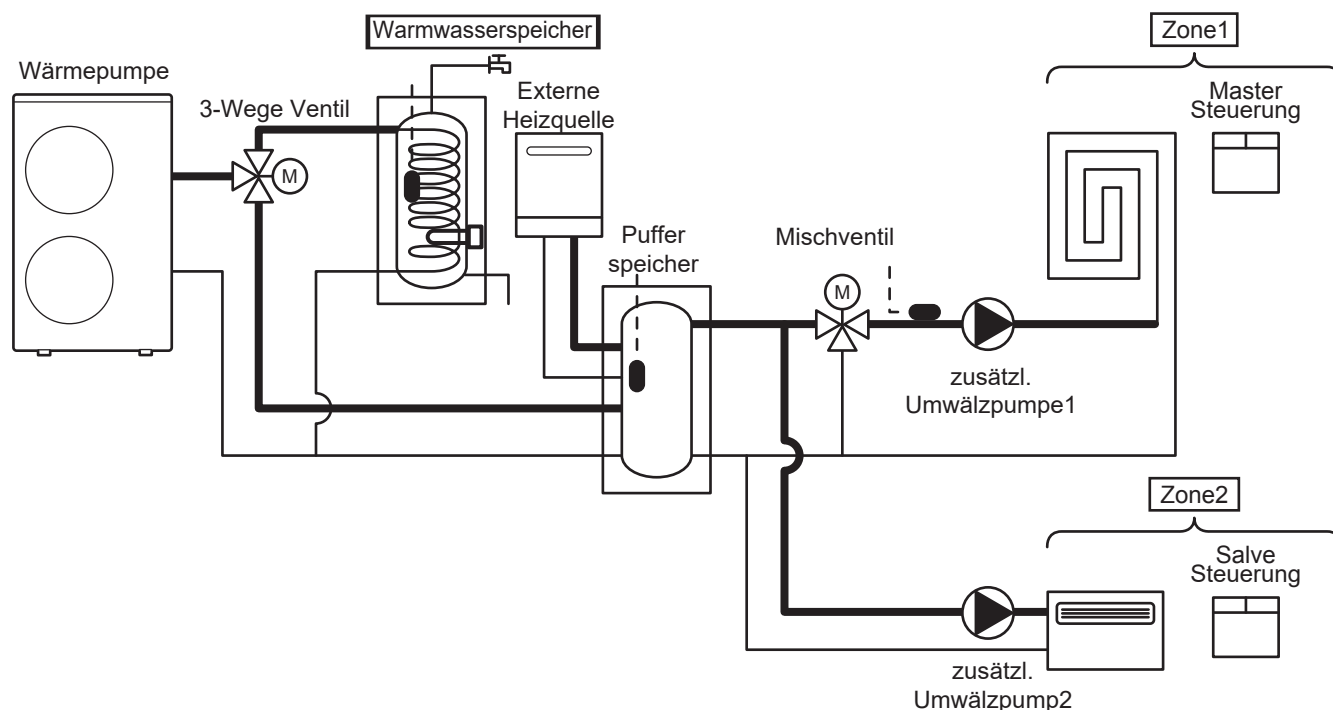 Zone1
Warmwasserspeicher
Wärmepumpe
Externe
Heizquelle
Master
Steuerung
3-Wege Ventil
M
Puffer
speicher
Mischventil
M
zusätzl.
Umwälzpumpe1
Zone2
Salve
Steuerung
zusätzl.
Umwälzpump2